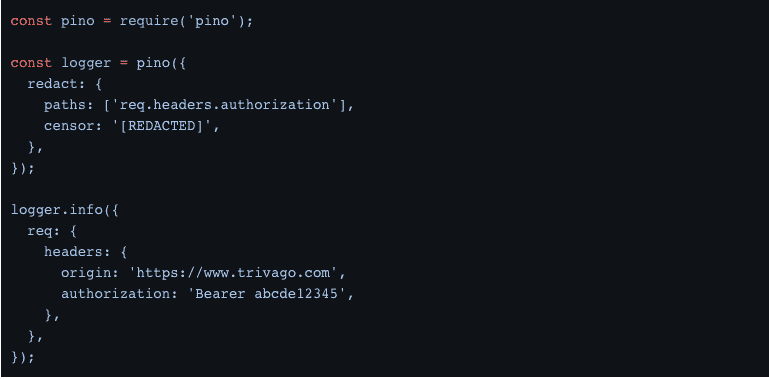 const pino = require('pino');

const logger = pino({
  redact: {
    paths: ['req.headers.authorization'],
    censor: '[REDACTED]',
  },
});

logger.info({
  req: {
    headers: {
      origin: 'https://www.trivago.com',
      authorization: 'Bearer abcde12345',
    },
  },
});